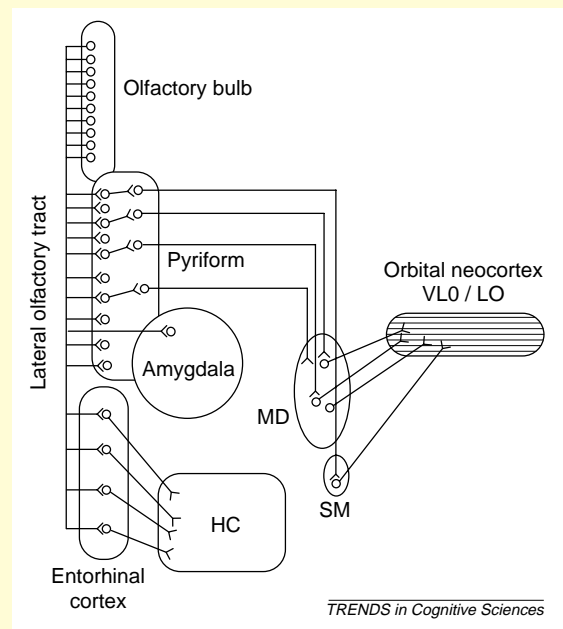 Olfactory bulb
Lateral olfactory tract
Pyriform
Orbital neocortex
VL0 / LO
Amygdala
MD
SM
HC
Entorhinal
cortex
TRENDS in Cognitive Sciences